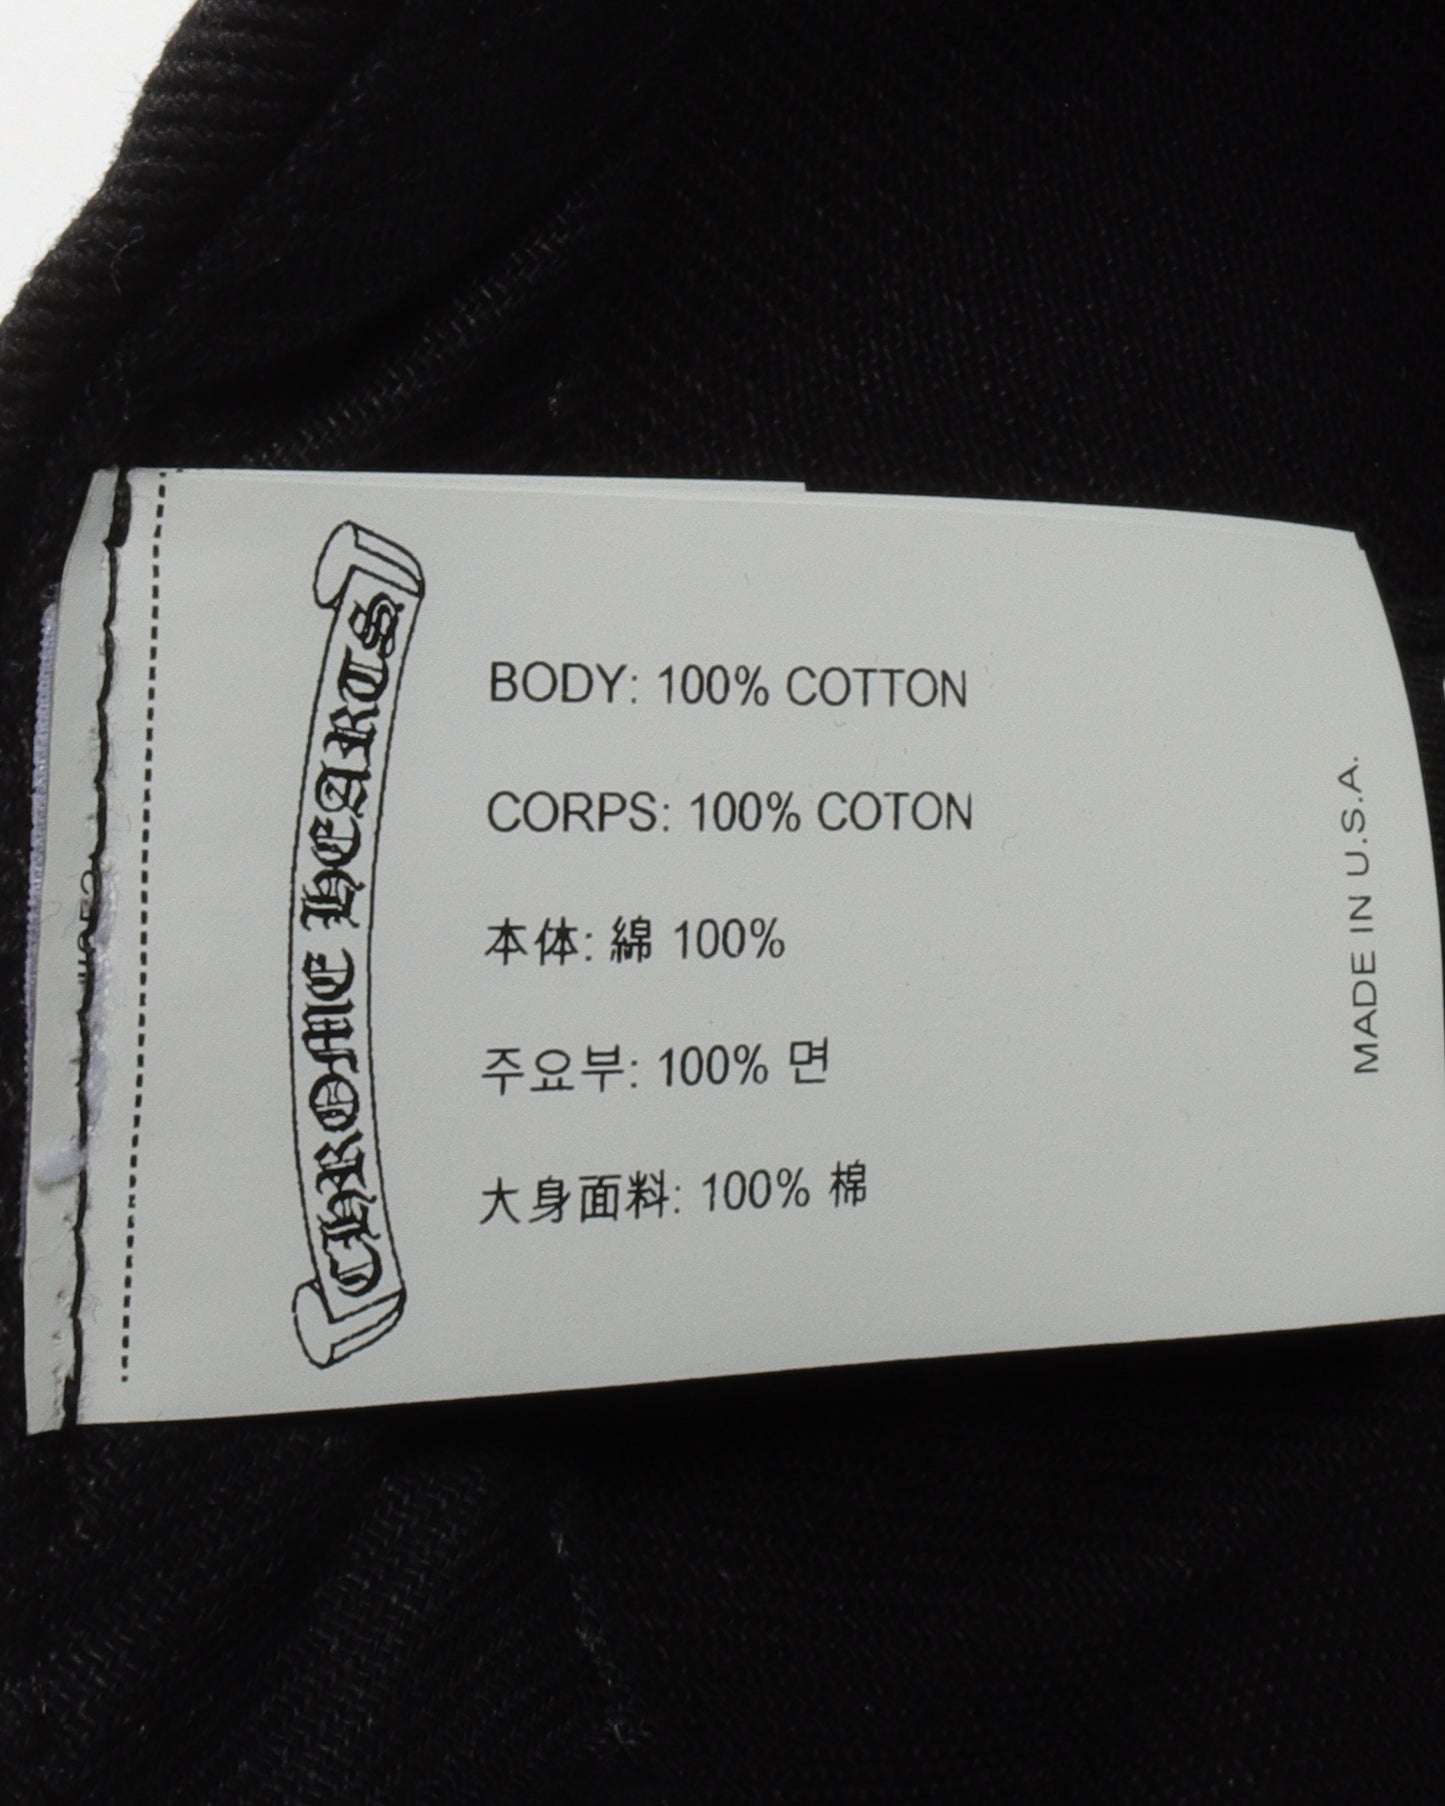 CHROME HEARTS
BODY: 100% COTTON
CORPS: 100% COTON
本体: 綿 100%
주요부: 100% 면
大身面料: 100% 棉
MADE IN U.S.A.